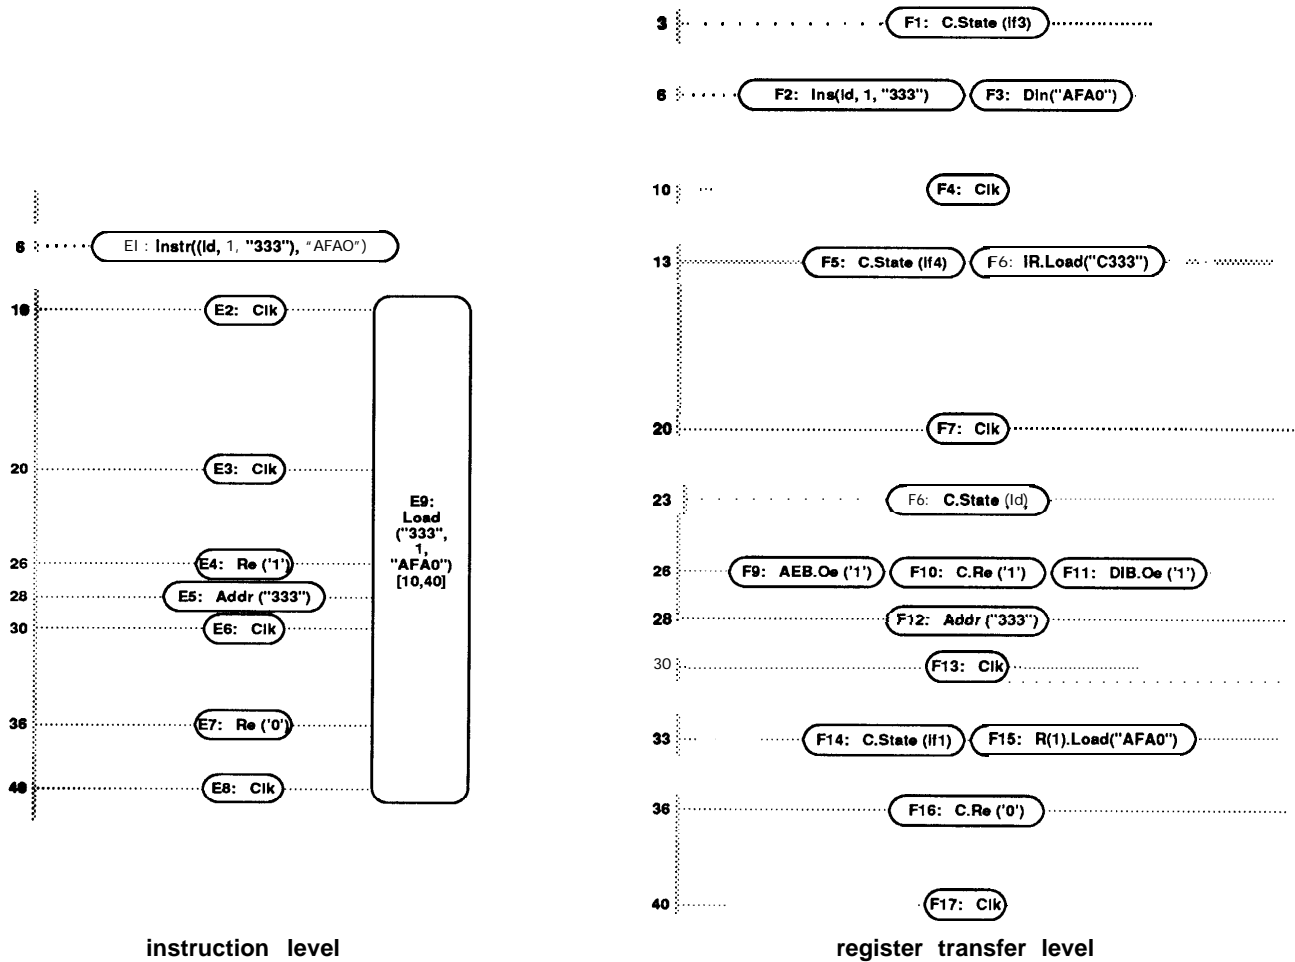 6 EI : Instr((ld, 1, "333"), "AFAO")
10 E2: Clk
20 E3: Clk
26 E4: Re ('1')
28 E5: Addr ("333")
30 E6: Clk
36 E7: Re ('0')
40 E8: Clk
E9:
Load
("333",
1,
"AFA0")
[10,40]
instruction level
3 F1: C.State (if3)
6 F2: Ins(ld, 1, "333") F3: DIn("AFA0")
10 F4: Clk
13 F5: C.State (if4) F6: IR.Load("C333")
20 F7: Clk
23 F6: C.State (ld)
26 F9: AEB.Oe ('1') F10: C.Re ('1') F11: DIB.Oe ('1')
28 F12: Addr ("333")
30 F13: Clk
33 F14: C.State (if1) F15: R(1).Load("AFA0")
36 F16: C.Re ('0')
40 F17: Clk
register transfer level